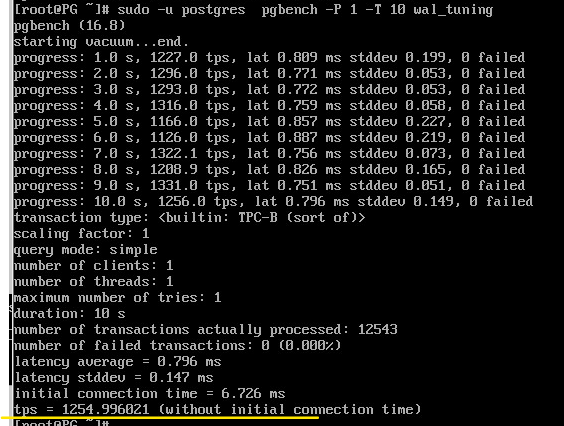 [root@PG ~]# sudo -u postgres  pgbench -P 1 -T 10 wal_tuning
pgbench (16.8)
starting vacuum...end.
progress: 1.0 s, 1227.0 tps, lat 0.809 ms stddev 0.199, 0 failed
progress: 2.0 s, 1296.0 tps, lat 0.771 ms stddev 0.053, 0 failed
progress: 3.0 s, 1293.0 tps, lat 0.772 ms stddev 0.053, 0 failed
progress: 4.0 s, 1316.0 tps, lat 0.759 ms stddev 0.058, 0 failed
progress: 5.0 s, 1166.0 tps, lat 0.857 ms stddev 0.227, 0 failed
progress: 6.0 s, 1126.0 tps, lat 0.887 ms stddev 0.219, 0 failed
progress: 7.0 s, 1322.1 tps, lat 0.756 ms stddev 0.073, 0 failed
progress: 8.0 s, 1208.9 tps, lat 0.826 ms stddev 0.165, 0 failed
progress: 9.0 s, 1331.0 tps, lat 0.751 ms stddev 0.051, 0 failed
progress: 10.0 s, 1256.0 tps, lat 0.796 ms stddev 0.149, 0 failed
transaction type: <builtin: TPC-B (sort of)>
scaling factor: 1
query mode: simple
number of clients: 1
number of threads: 1
maximum number of tries: 1
duration: 10 s
number of transactions actually processed: 12543
number of failed transactions: 0 (0.000%)
latency average = 0.796 ms
latency stddev = 0.147 ms
initial connection time = 6.726 ms
tps = 1254.996021 (without initial connection time)
[root@PG ~]#